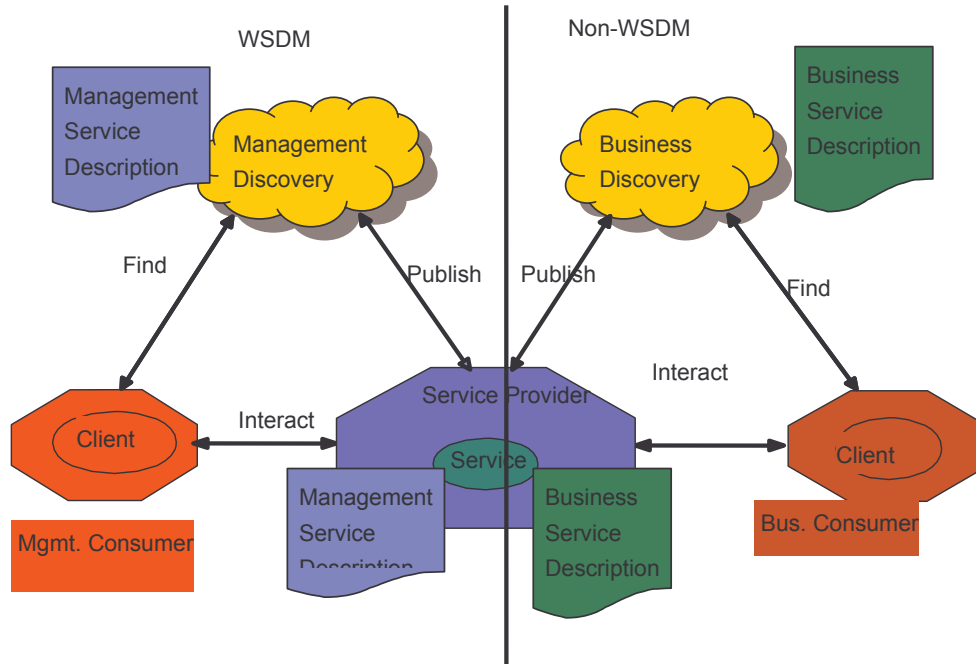 WSDM
Non-WSDM
Management
Service
Description
Management
Discovery
Business
Discovery
Business
Service
Description
Find
Publish
Publish
Find
Service Provider
Interact
Interact
Client
Service
Client
Management
Service
Description
Business
Service
Description
Mgmt. Consumer
Bus. Consumer